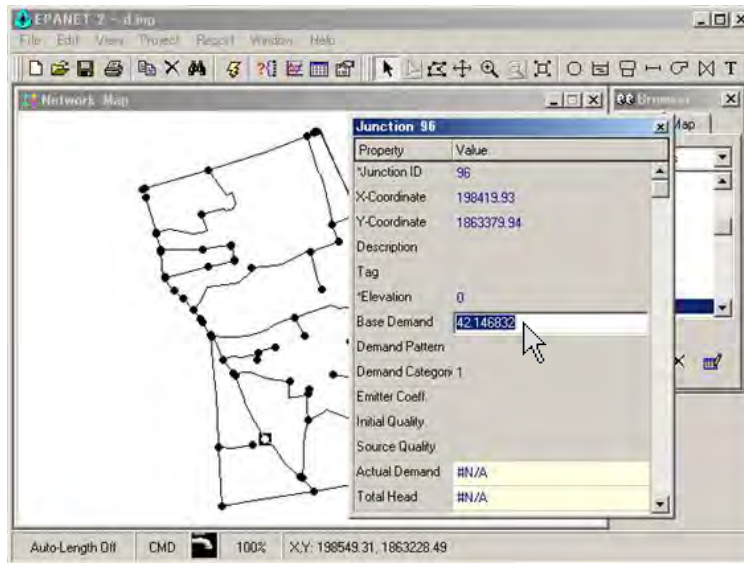 EPANET 2 - d.inp
File Edit View Project Report Window Help
T
Network Map
Browser
Map
Junction 96
Property Value
*Junction ID 96
X-Coordinate 198419.93
Y-Coordinate 1863379.94
Description
Tag
*Elevation 0
Base Demand 42.146832
Demand Pattern
Demand Categori 1
Emitter Coeff.
Initial Quality
Source Quality
Actual Demand #N/A
Total Head #N/A
Auto-Length Off CMD 100% X,Y: 198549.31, 1863228.49